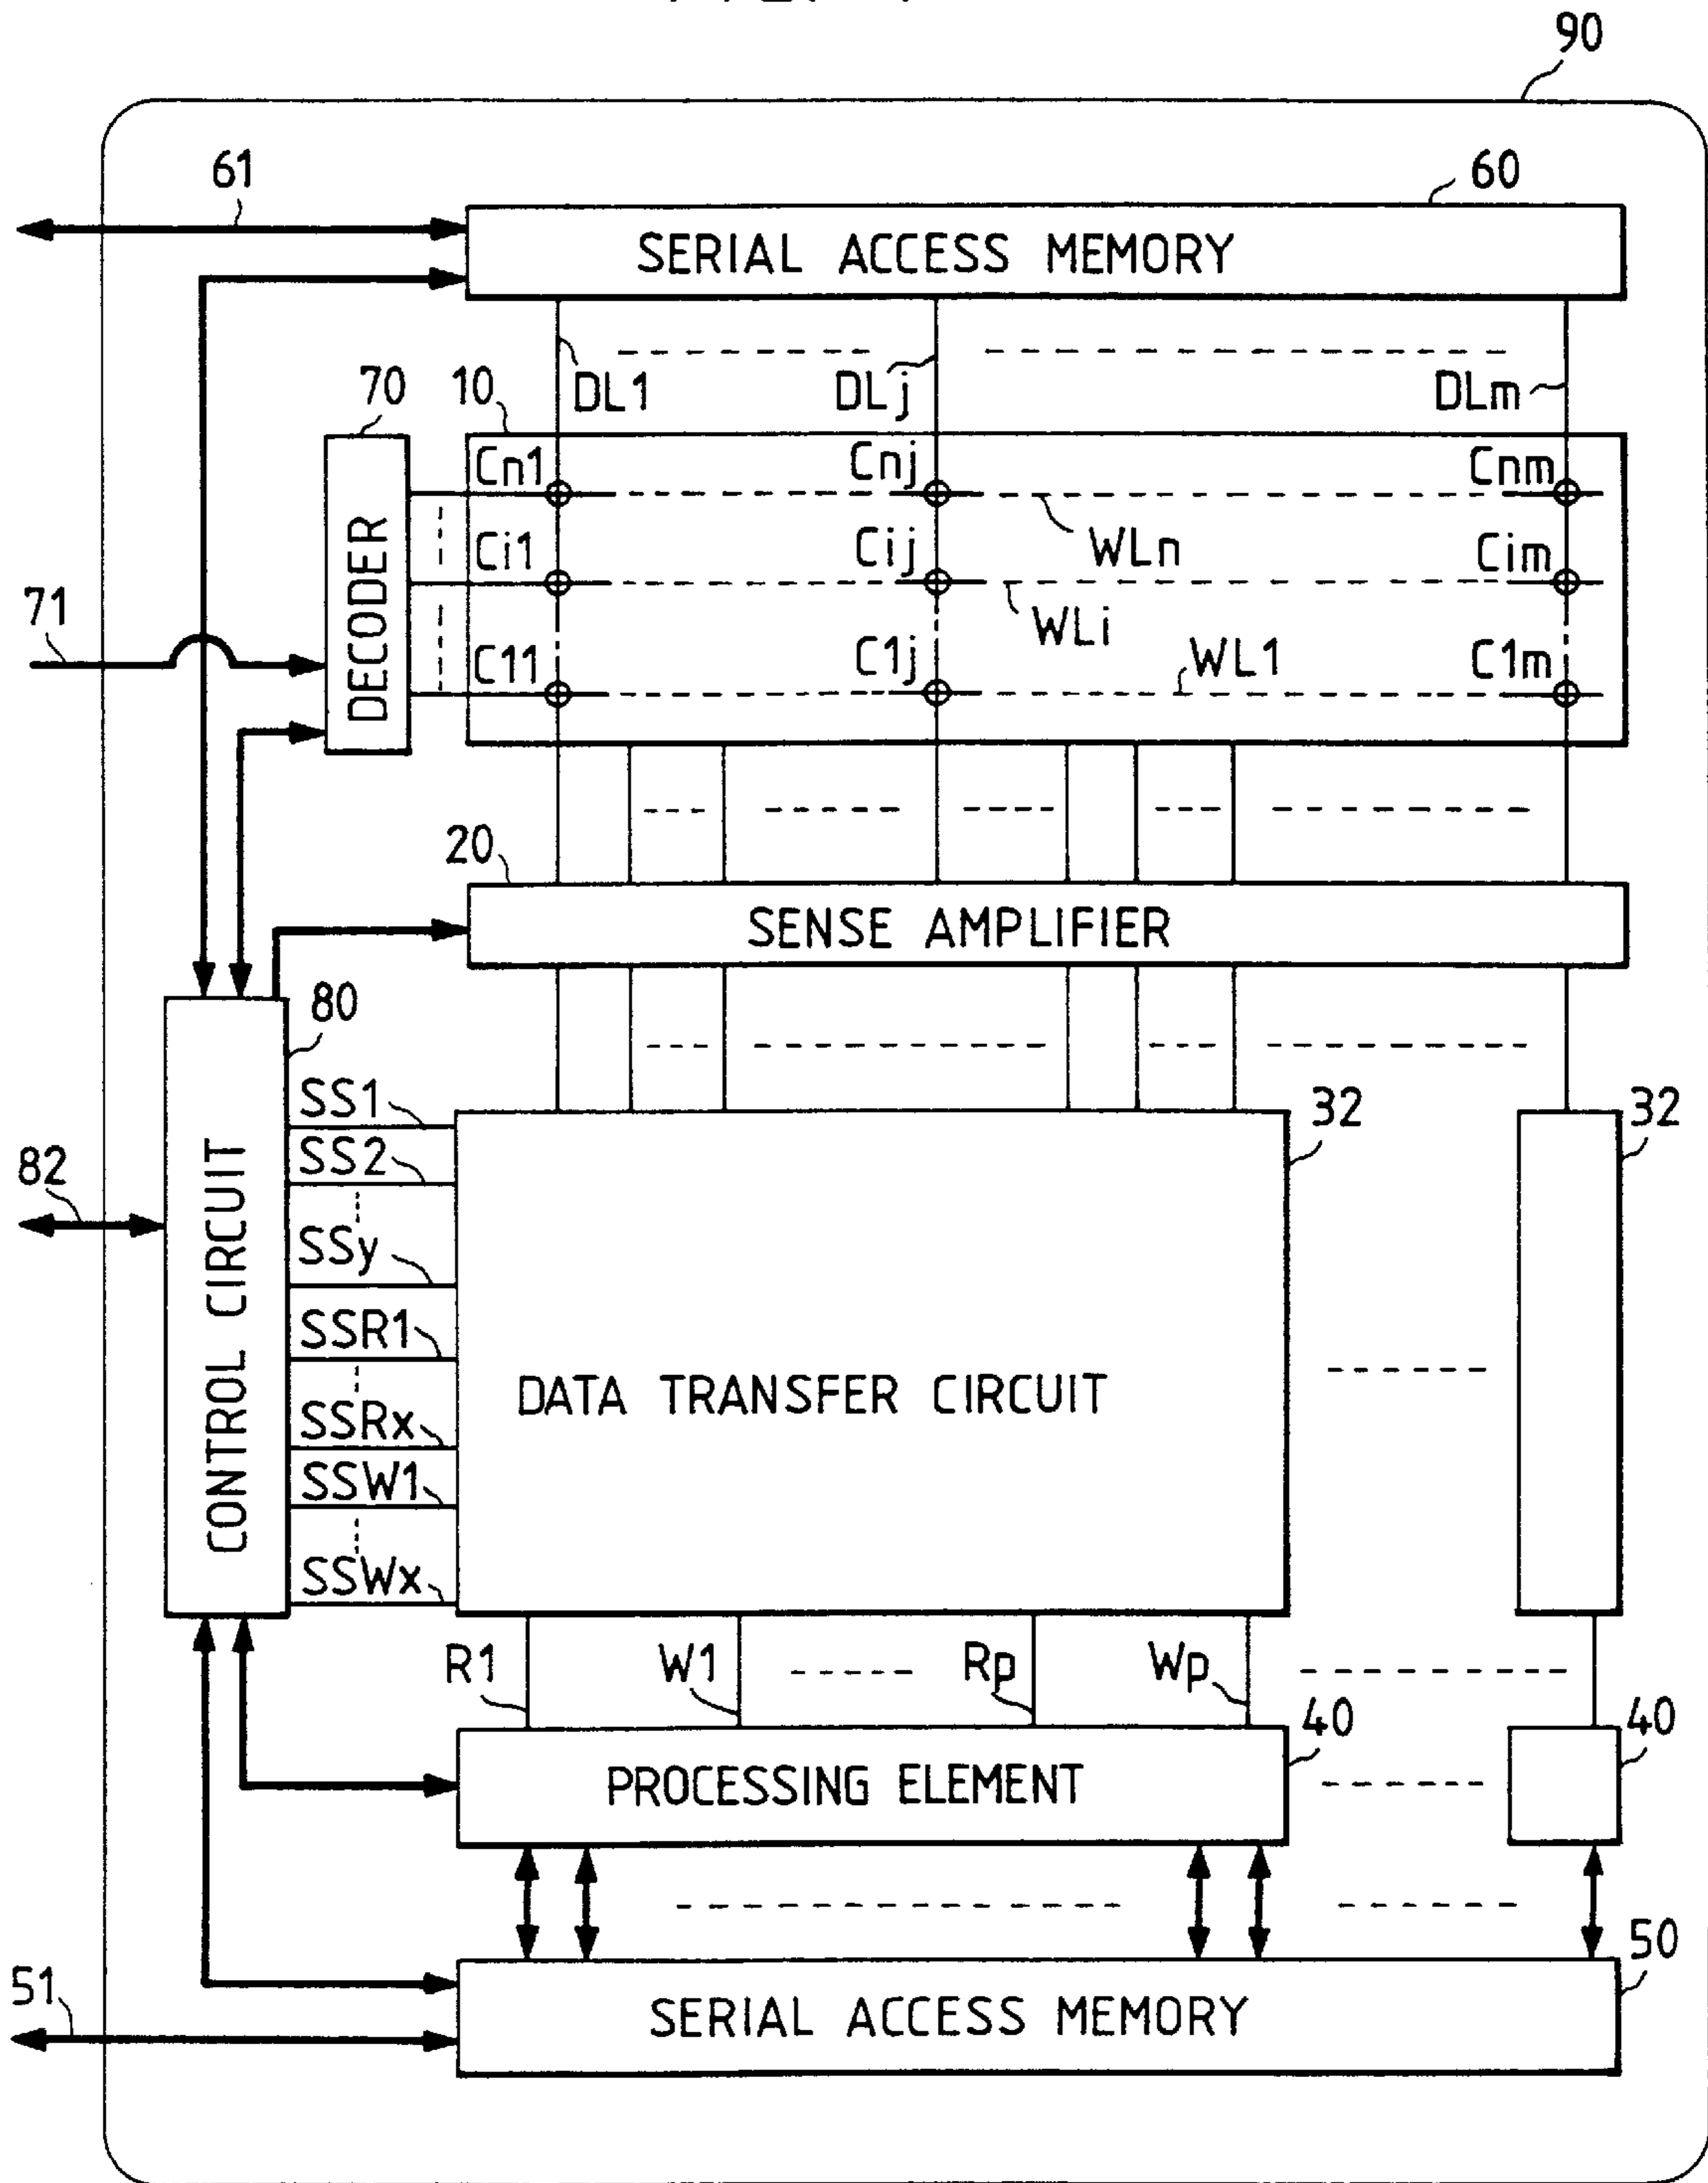 90
61
60
SERIAL ACCESS MEMORY
DL1
DLj
DLm
70
10
DECODER
Cn1
Cnj
Cnm
WLn
Ci1
Cij
Cim
WLi
71
C11
C1j
WL1
C1m
20
SENSE AMPLIFIER
80
CONTROL CIRCUIT
SS1
32
32
SS2
82
SSy
SSR1
DATA TRANSFER CIRCUIT
SSRx
SSW1
SSWx
R1
W1
Rp
Wp
40
40
PROCESSING ELEMENT
50
51
SERIAL ACCESS MEMORY